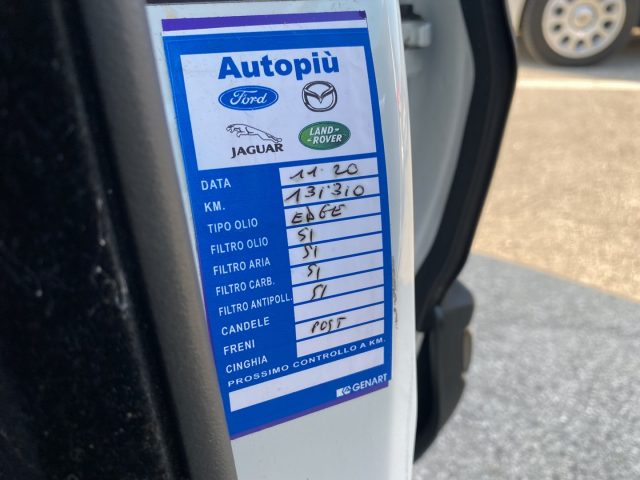 Autopiù
Ford
JAGUAR
LAND-
ROVER
DATA 11.20
KM. 131310
TIPO OLIO EDGE
FILTRO OLIO SI
FILTRO ARIA SI
FILTRO CARB. SI
FILTRO ANTIPOLL. SI
CANDELE
FRENI POST
CINGHIA
PROSSIMO CONTROLLO A KM.
GENART